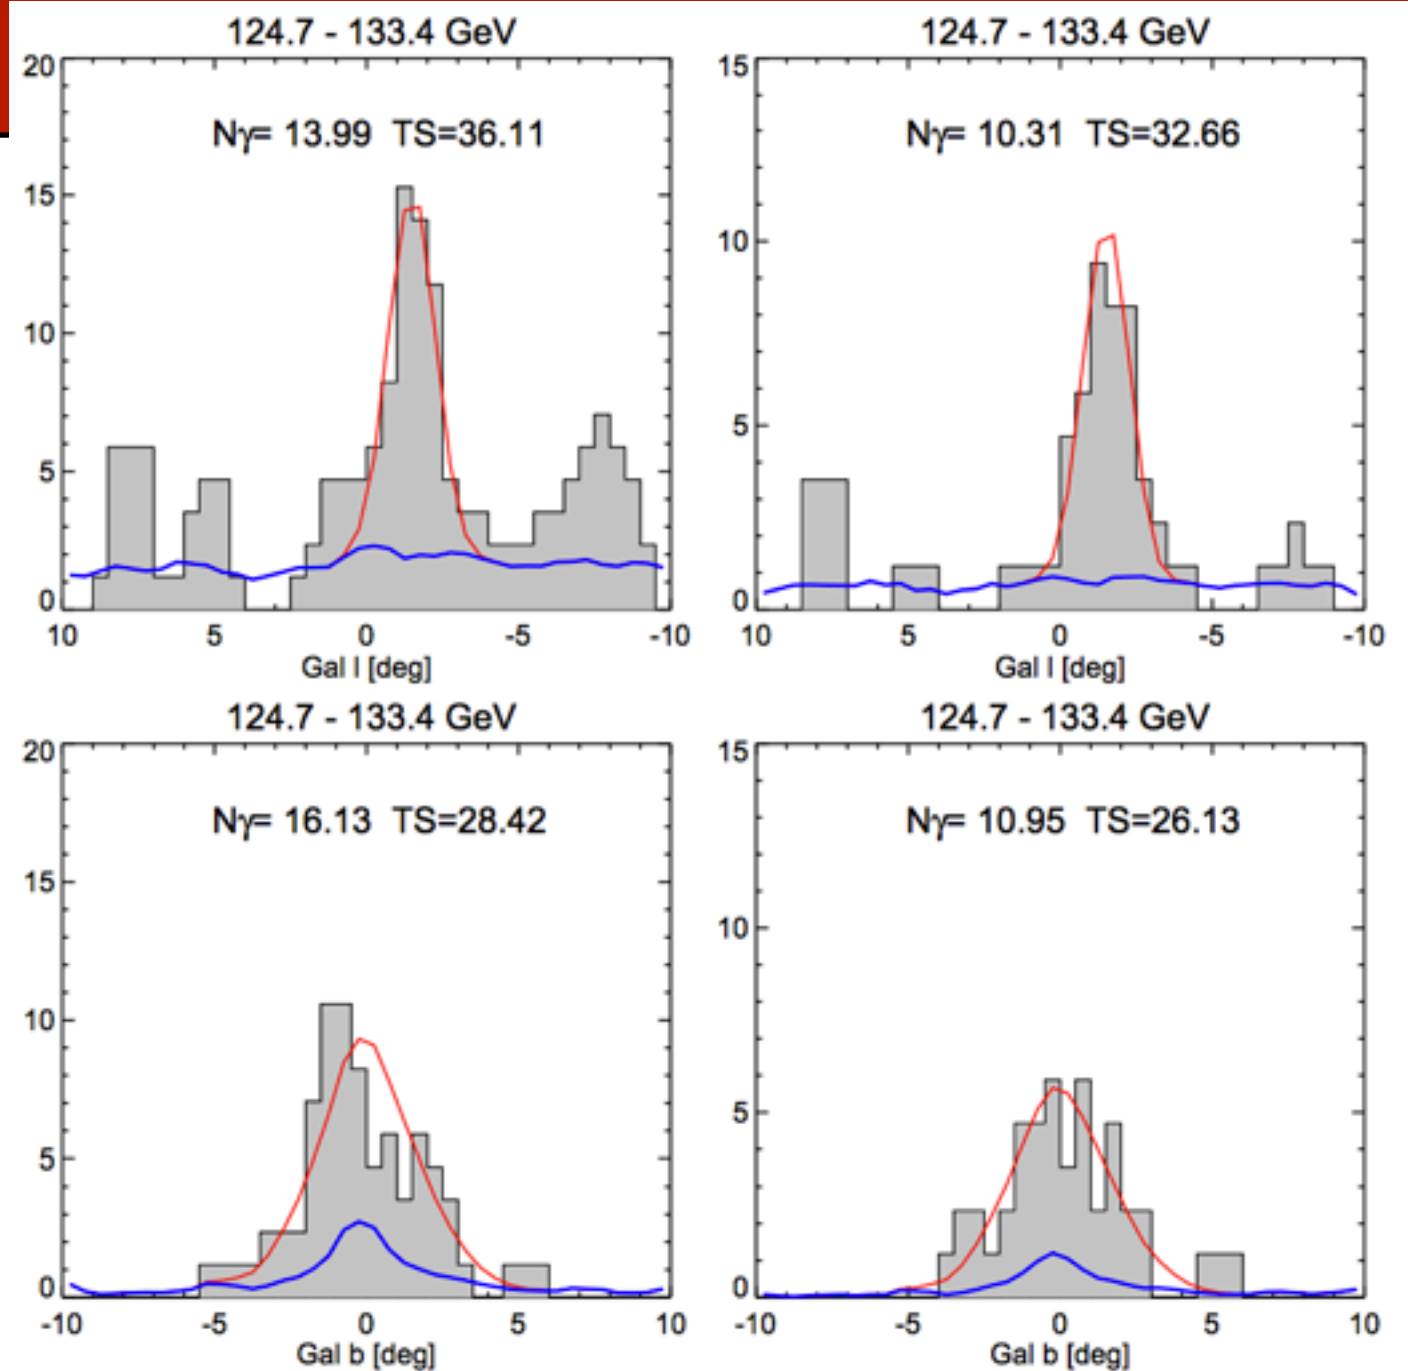 124.7 - 133.4 GeV
20
15
10
5
0
Nγ= 13.99 TS=36.11
10 5 0 -5 -10
Gal l [deg]
124.7 - 133.4 GeV
15
10
5
0
Nγ= 10.31 TS=32.66
10 5 0 -5 -10
Gal l [deg]
124.7 - 133.4 GeV
20
15
10
5
0
Nγ= 16.13 TS=28.42
-10 -5 0 5 10
Gal b [deg]
124.7 - 133.4 GeV
15
10
5
0
Nγ= 10.95 TS=26.13
-10 -5 0 5 10
Gal b [deg]